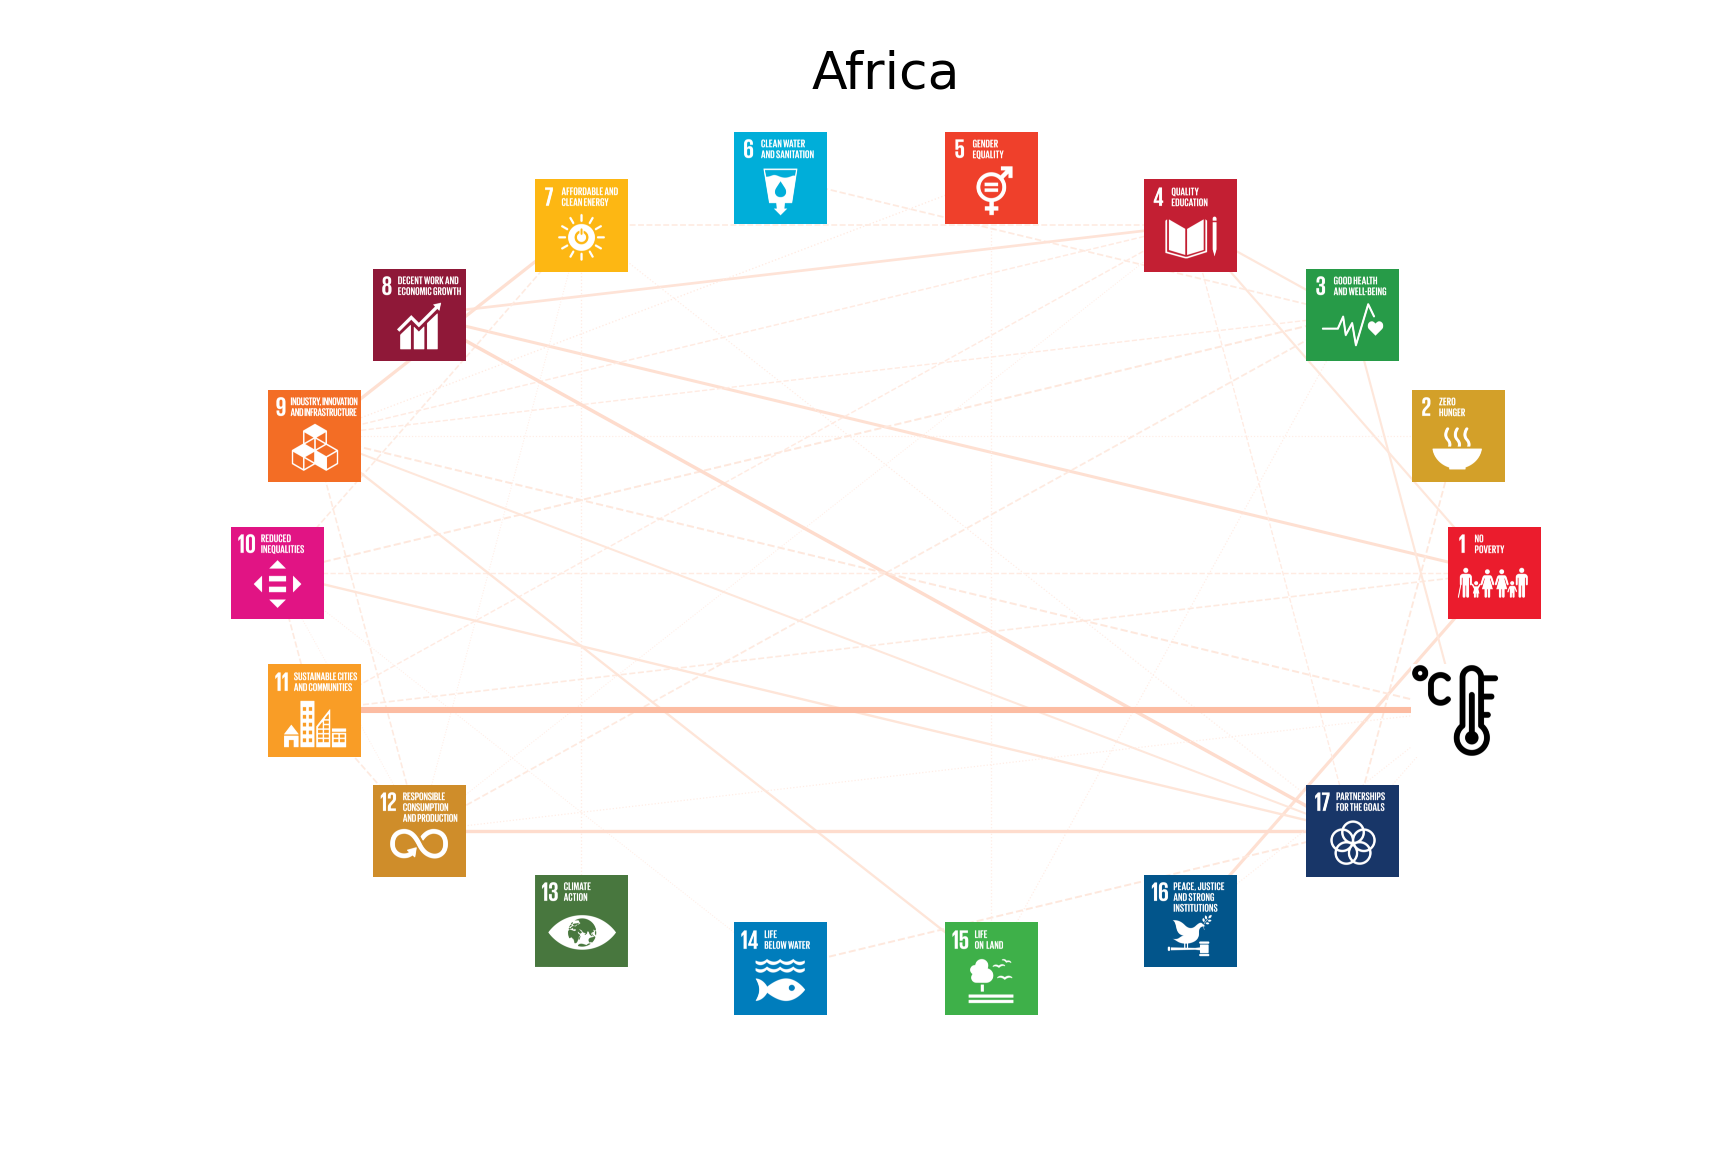 Africa
6 CLEAN WATER
AND SANITATION
5 GENDER
EQUALITY
7 AFFORDABLE AND
CLEAN ENERGY
4 QUALITY
EDUCATION
8 DECENT WORK AND
ECONOMIC GROWTH
3 GOOD HEALTH
AND WELL-BEING
9 INDUSTRY, INNOVATION
AND INFRASTRUCTURE
2 ZERO
HUNGER
10 REDUCED
INEQUALITIES
1 NO
POVERTY
11 SUSTAINABLE CITIES
AND COMMUNITIES
°C
12 RESPONSIBLE
CONSUMPTION
AND PRODUCTION
17 PARTNERSHIPS
FOR THE GOALS
13 CLIMATE
ACTION
16 PEACE, JUSTICE
AND STRONG
INSTITUTIONS
14 LIFE
BELOW WATER
15 LIFE
ON LAND